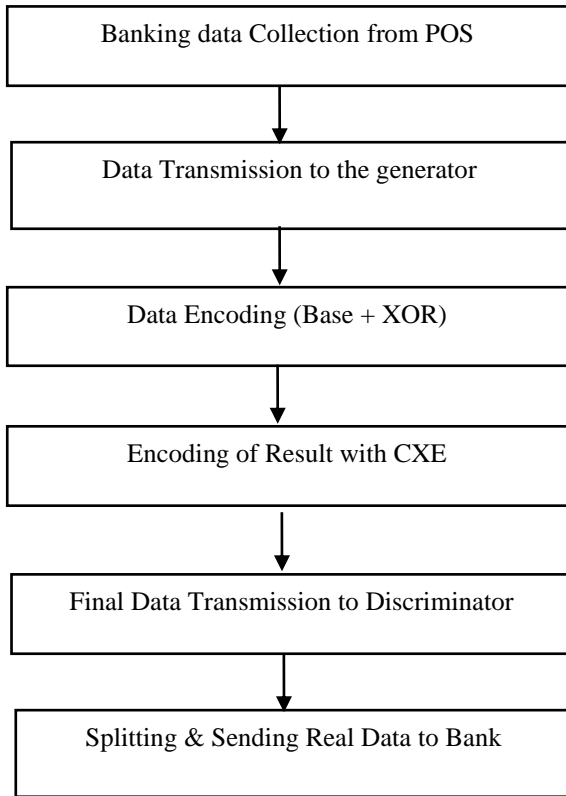 Banking data Collection from POS
Data Transmission to the generator
Data Encoding (Base + XOR)
Encoding of Result with CXE
Final Data Transmission to Discriminator
Splitting & Sending Real Data to Bank